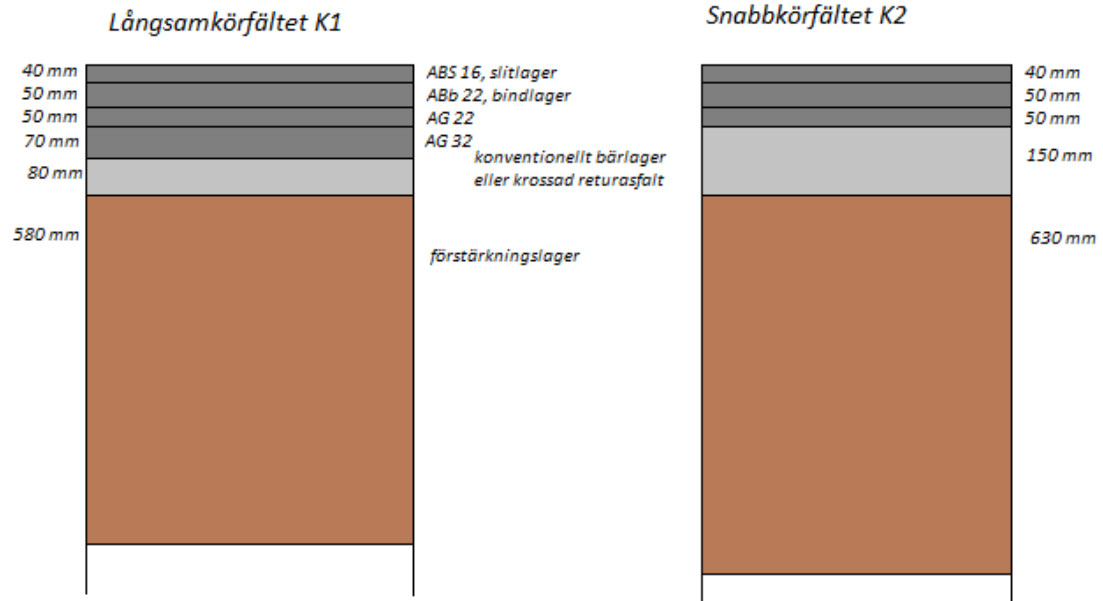 Långsamkörfältet K1
Snabbkörfältet K2
40 mm
50 mm
50 mm
70 mm
80 mm
580 mm
ABS 16, slitlager
ABb 22, bindlager
AG 22
AG 32
konventionellt bärlager
eller krossad returasfalt
förstärkningslager
40 mm
50 mm
50 mm
150 mm
630 mm